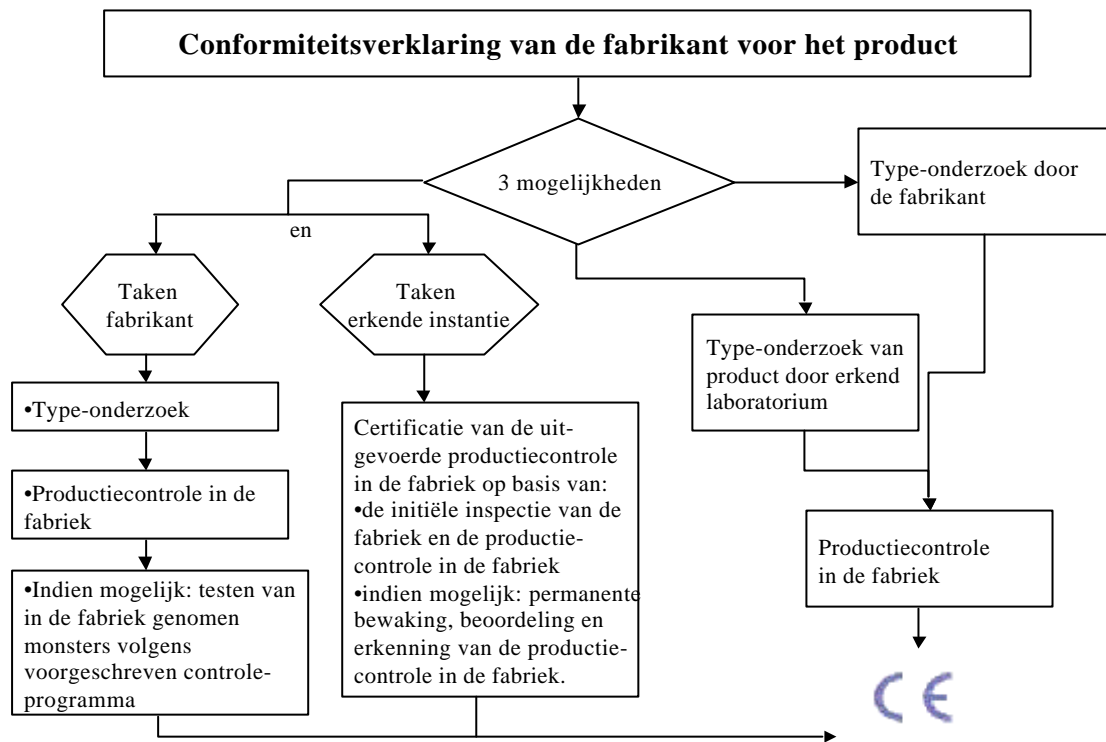 Conformiteitsverklaring van de fabrikant voor het product
3 mogelijkheden
Type-onderzoek door
de fabrikant
en
Taken
fabrikant
Taken
erkende instantie
Type-onderzoek van
product door erkend
laboratorium
•Type-onderzoek
•Productiecontrole in de
fabriek
•Indien mogelijk: testen van
in de fabriek genomen
monsters volgens
voorgeschreven controle-
programma
Certificatie van de uit-
gevoerde productiecontrole
in de fabriek op basis van:
•de initiële inspectie van de
fabriek en de productie-
controle in de fabriek
•indien mogelijk: permanente
bewaking, beoordeling en
erkenning van de productie-
controle in de fabriek.
Productiecontrole
in de fabriek
CE